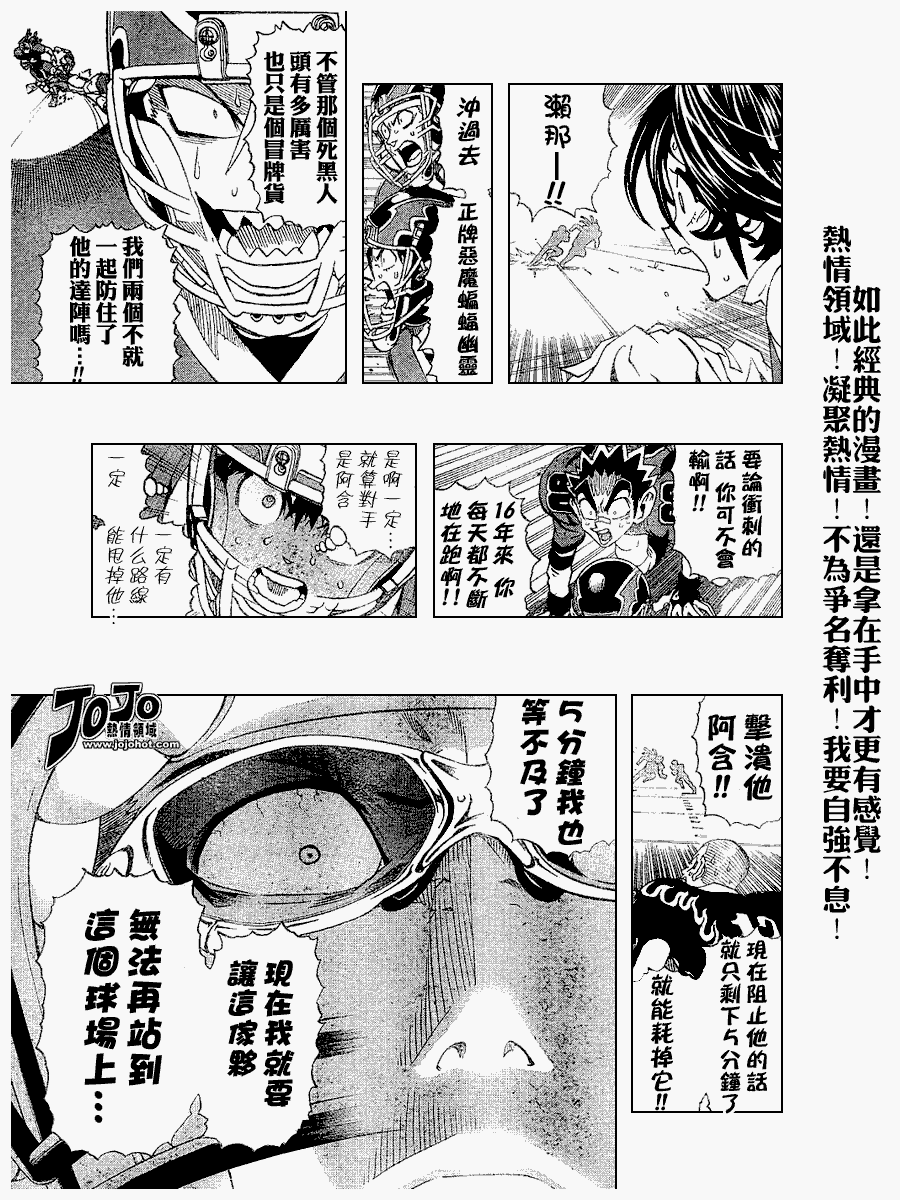 如此經典的漫畫！還是拿在手中才更有感覺！
熱情領域！凝聚熱情！不為爭名奪利！我要自強不息！
瀨那—!!
沖過去
正牌惡魔蝙蝠幽靈
不管那個死黑人
頭有多厲害
也只是個冒牌貨
我們兩個不就
一起防住了
他的達陣嗎…!!
要論衝刺的
話 你可不會
輸啊!!
16年來 你
每天都不斷
地在跑啊!!
是啊一定…
就算對手
是阿含
一定有
什么路線
能甩掉他…
一定
擊潰他
阿含!!
現在阻止他的話
就只剩下5分鐘了
就能耗掉它!!
5分鐘我也
等不及了
現在我就要
讓這傢夥
無法再站到
這個球場上…
JOJO
熱情領域
www.jojohot.com